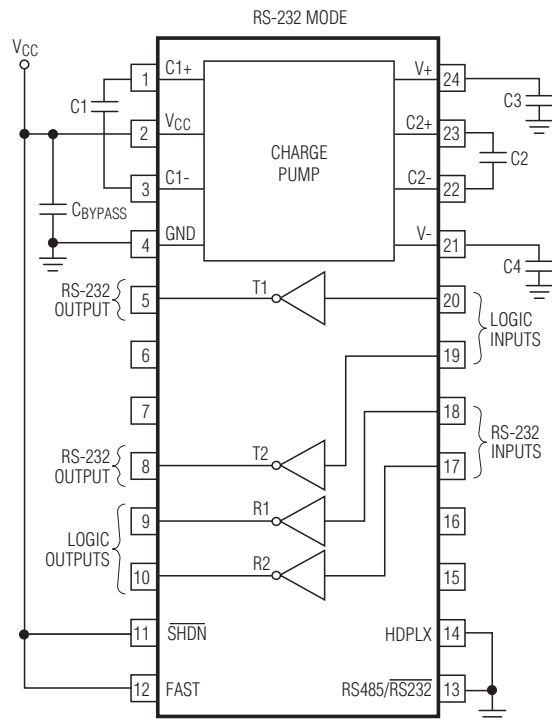 RS-232 MODE
VCC
1 C1+ V+ 24
C1 C3
2 VCC C2+ 23
CHARGE
PUMP
C2
3 C1- C2- 22
CBYPASS
4 GND V- 21
C4
RS-232
OUTPUT
5 T1 20
LOGIC
INPUTS
6 19
7 18
RS-232
INPUTS
RS-232
OUTPUT
8 T2 17
LOGIC
OUTPUTS
9 R1 16
10 R2 15
11 SHDN HDPLX 14
12 FAST RS485/RS232 13